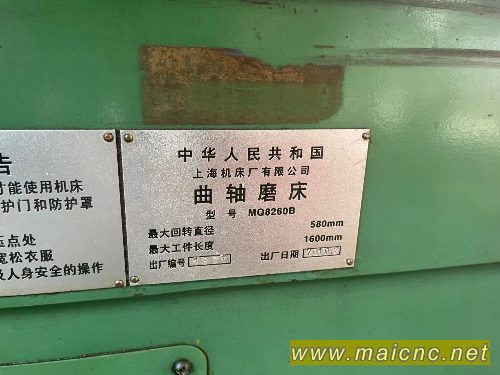 告
才能使用机床
护门和防护罩
压点处
宽松衣服
及人身安全的操作
中华人民共和国
上海机床厂有限公司
曲轴磨床
型号 MQ8260B
最大回转直径 580mm
最大工件长度 1600mm
出厂编号 出厂日期
www.maicnc.net